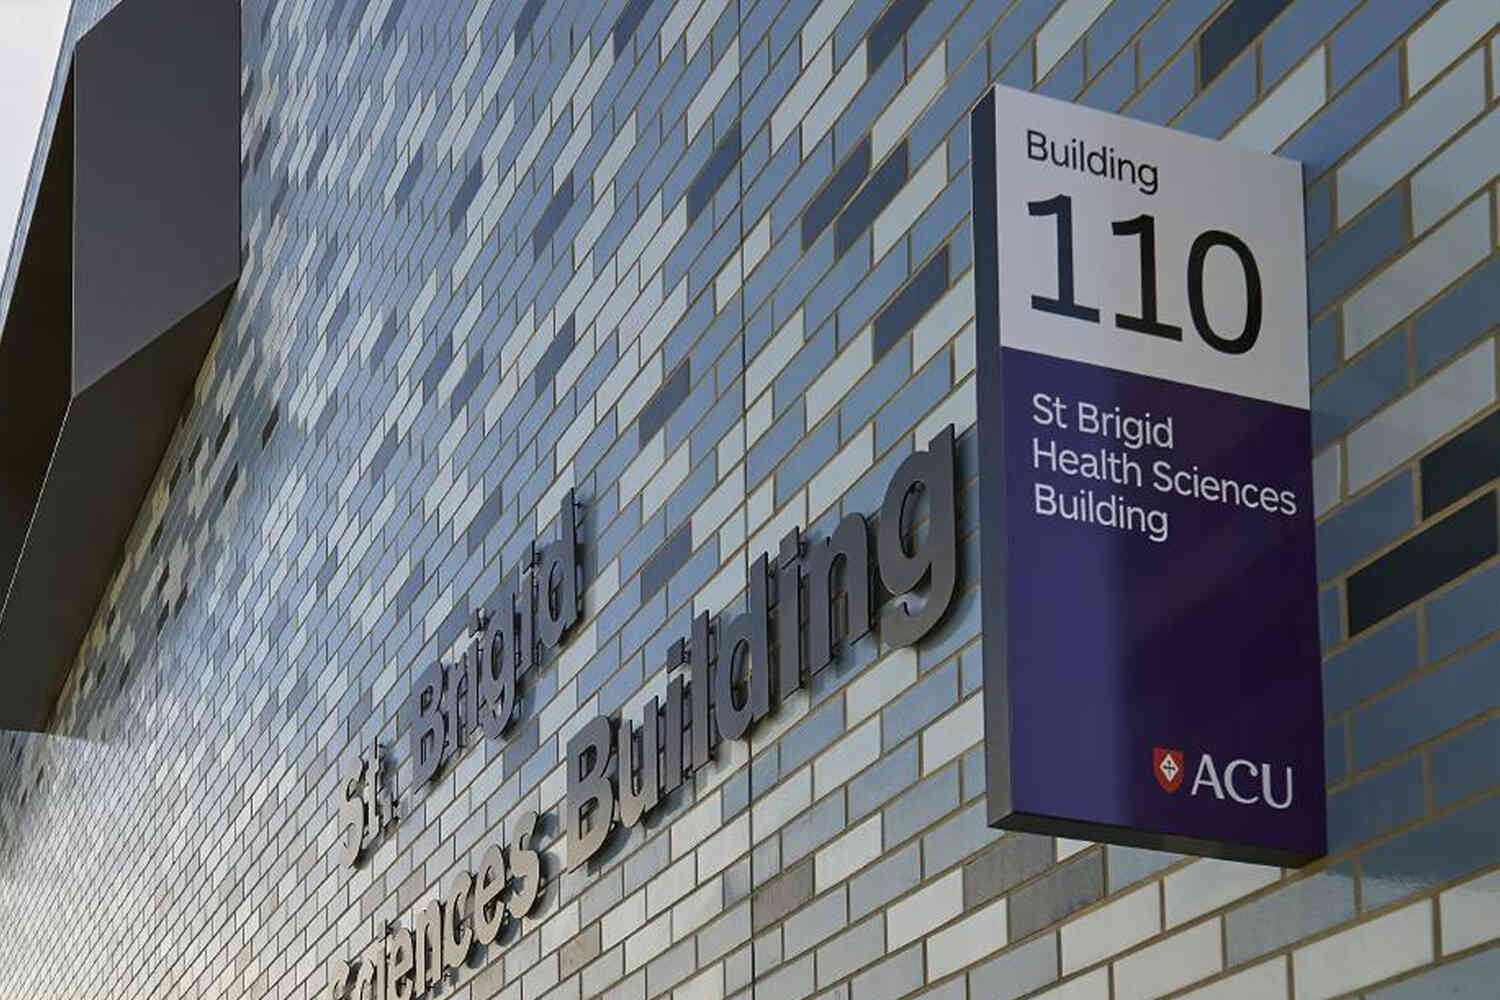 Building
110
St Brigid
Health Sciences
Building
ACU
St. Brigid
Sciences Building